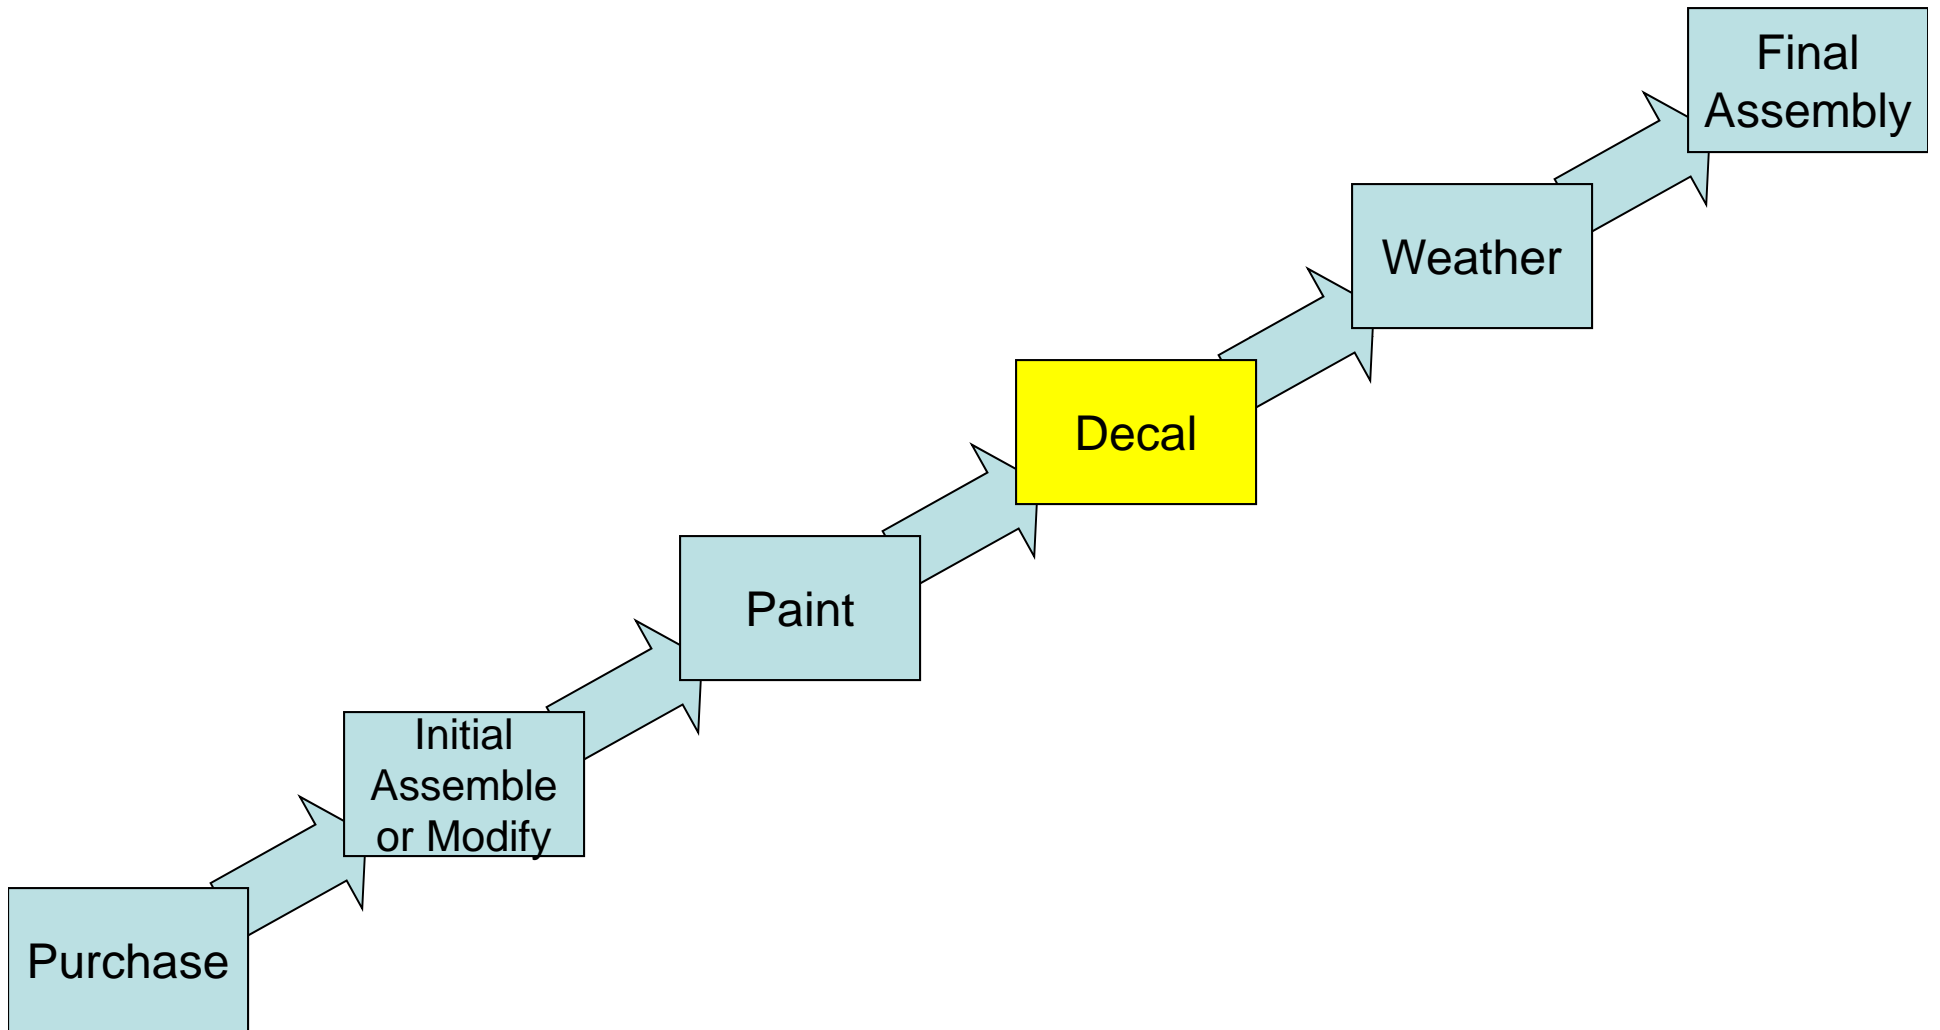 Final
Assembly
Weather
Decal
Paint
Initial
Assemble
or Modify
Purchase